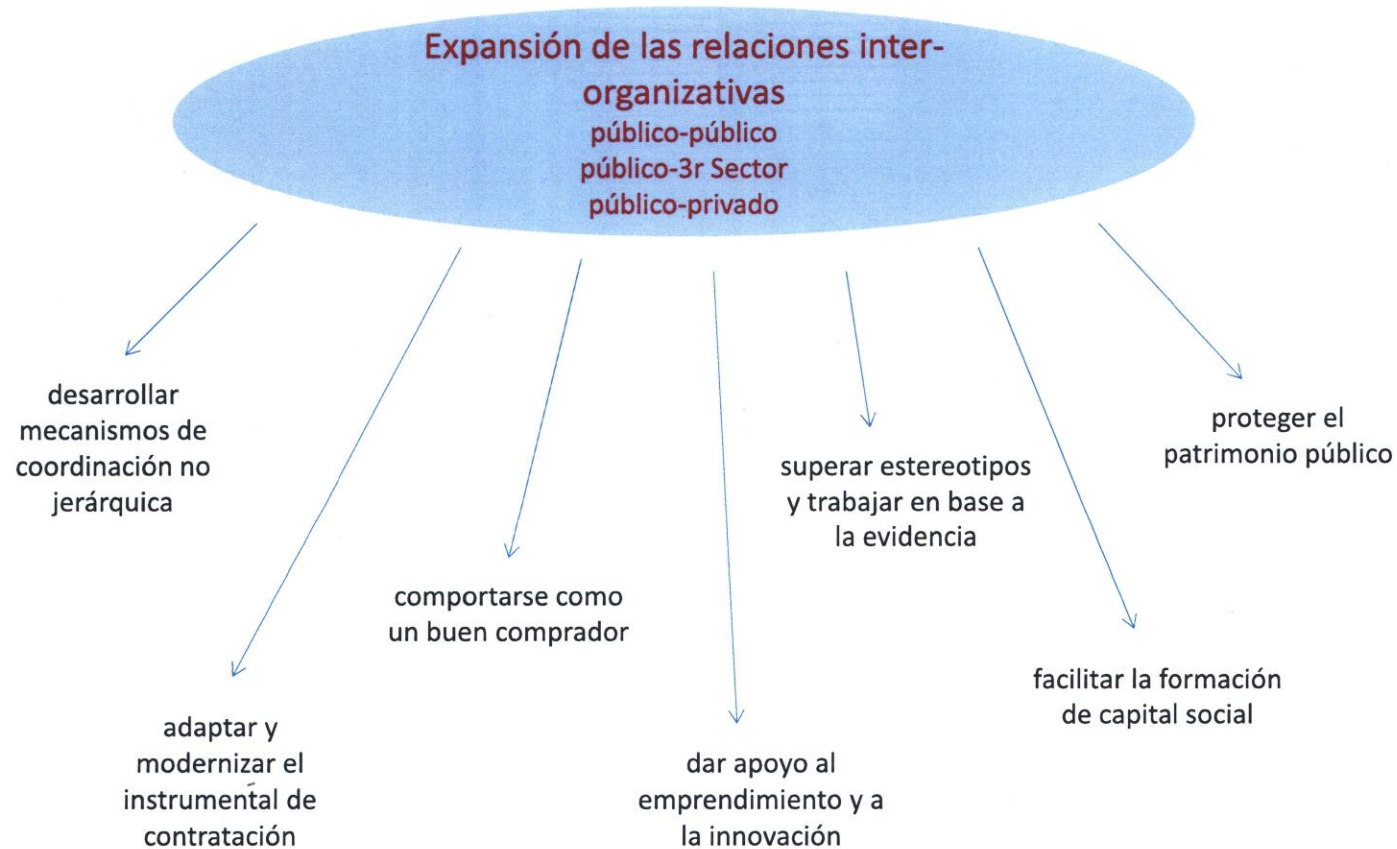 Expansión de las relaciones inter-
organizativas
público-público
público-3r Sector
público-privado
desarrollar
mecanismos de
coordinación no
jerárquica
adaptar y
modernizar el
instrumental de
contratación
comportarse como
un buen comprador
dar apoyo al
emprendimiento y a
la innovación
superar estereotipos
y trabajar en base a
la evidencia
facilitar la formación
de capital social
proteger el
patrimonio público